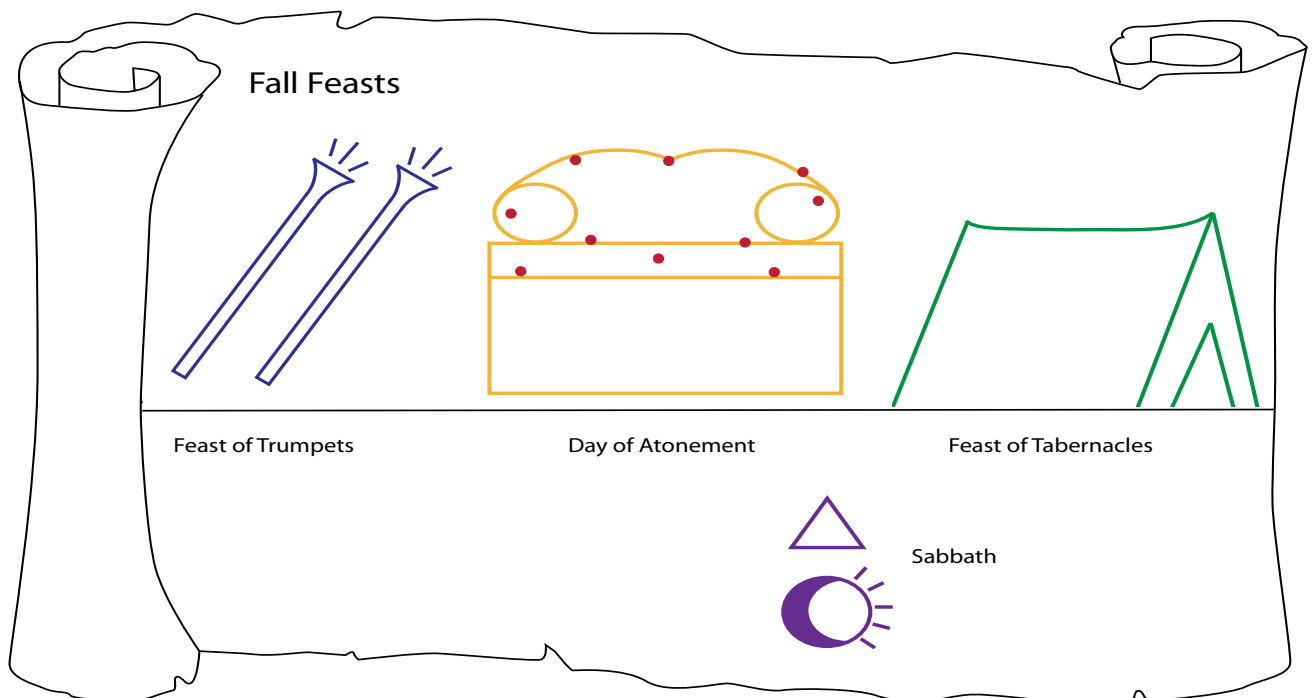 Fall Feasts
Feast of Trumpets
Day of Atonement
Feast of Tabernacles
Sabbath